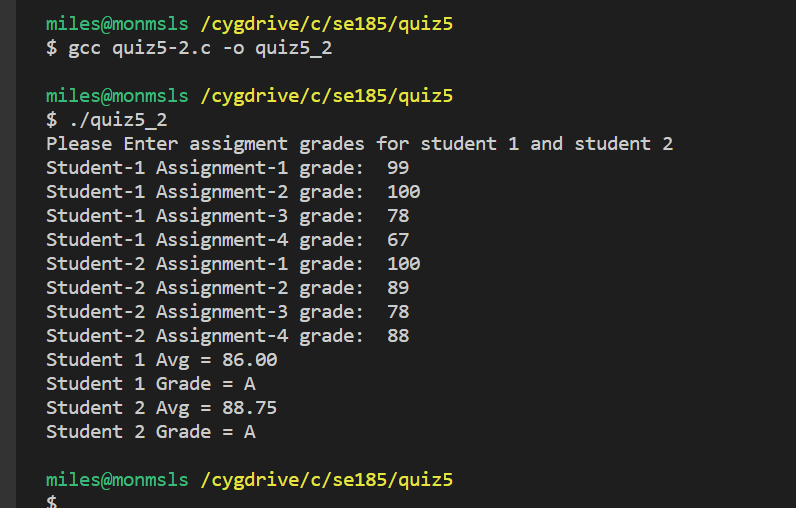 miles@monmsls /cygdrive/c/se185/quiz5
$ gcc quiz5-2.c -o quiz5_2
miles@monmsls /cygdrive/c/se185/quiz5
$ ./quiz5_2
Please Enter assigment grades for student 1 and student 2
Student-1 Assignment-1 grade:  99
Student-1 Assignment-2 grade:  100
Student-1 Assignment-3 grade:  78
Student-1 Assignment-4 grade:  67
Student-2 Assignment-1 grade:  100
Student-2 Assignment-2 grade:  89
Student-2 Assignment-3 grade:  78
Student-2 Assignment-4 grade:  88
Student 1 Avg = 86.00
Student 1 Grade = A
Student 2 Avg = 88.75
Student 2 Grade = A
miles@monmsls /cygdrive/c/se185/quiz5
$